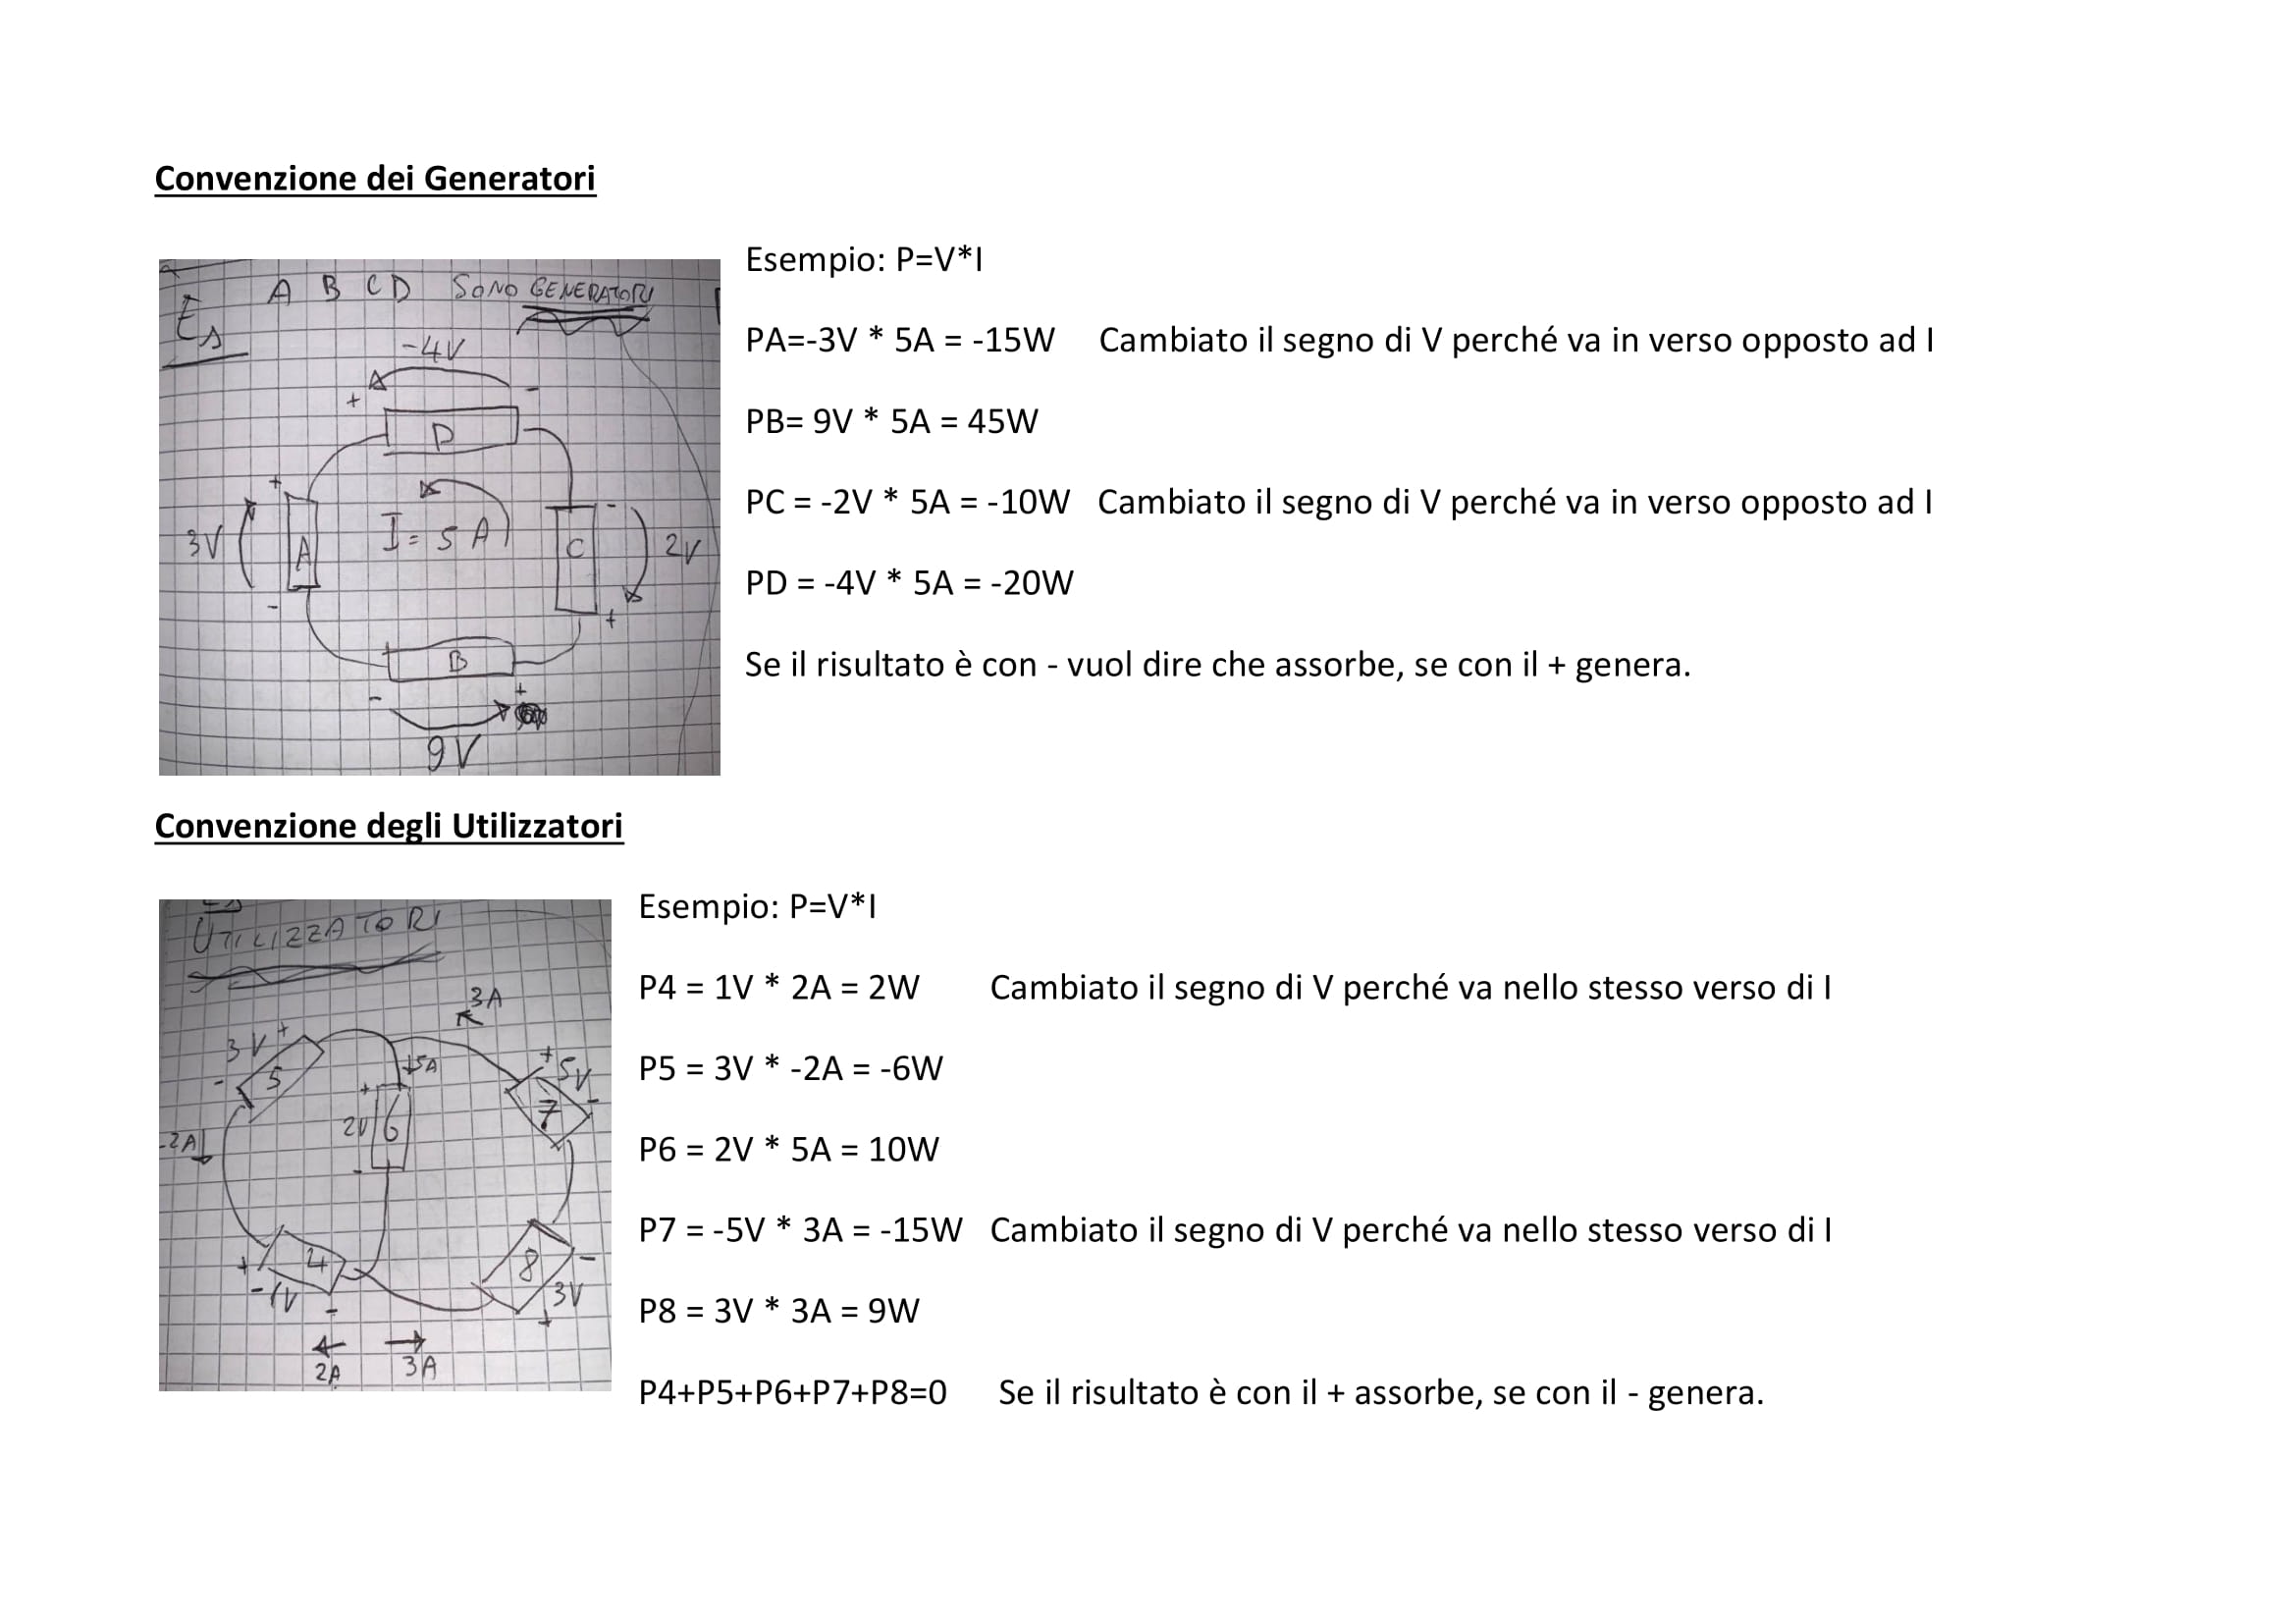 Convenzione dei Generatori
Es
A B C D SONO GENERATORI
-4V
+ -
D
+
3V A I = 5 A C 2V
-
-
+
B
- +
9V
Esempio: P=V*I
PA=-3V * 5A = -15W Cambiato il segno di V perché va in verso opposto ad I
PB= 9V * 5A = 45W
PC = -2V * 5A = -10W Cambiato il segno di V perché va in verso opposto ad I
PD = -4V * 5A = -20W
Se il risultato è con - vuol dire che assorbe, se con il + genera.
Convenzione degli Utilizzatori
UTILIZZATORI
3A
3V +
- 5
5A
+ 5V
7 -
+
2V 6
-
-2A
+ 4
-1V -
8 -
3V
+
2A 3A
Esempio: P=V*I
P4 = 1V * 2A = 2W Cambiato il segno di V perché va nello stesso verso di I
P5 = 3V * -2A = -6W
P6 = 2V * 5A = 10W
P7 = -5V * 3A = -15W Cambiato il segno di V perché va nello stesso verso di I
P8 = 3V * 3A = 9W
P4+P5+P6+P7+P8=0 Se il risultato è con il + assorbe, se con il - genera.